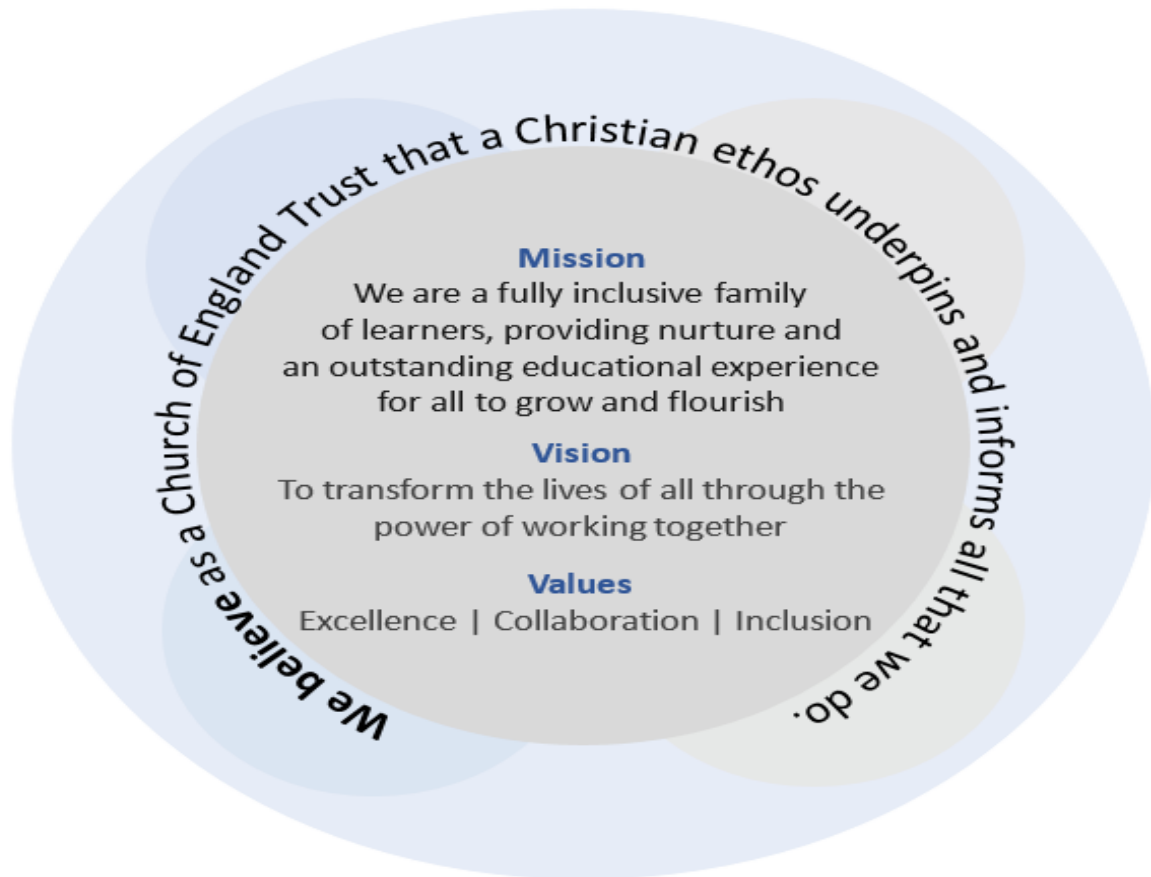 We believe as a Church of England Trust that a Christian ethos underpins and informs all that we do.
Mission
We are a fully inclusive family
of learners, providing nurture and
an outstanding educational experience
for all to grow and flourish
Vision
To transform the lives of all through the
power of working together
Values
Excellence | Collaboration | Inclusion